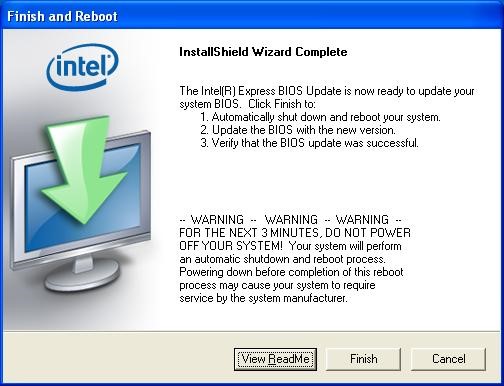 Finish and Reboot
intel
InstallShield Wizard Complete
The Intel(R) Express BIOS Update is now ready to update your
system BIOS. Click Finish to:
1. Automatically shut down and reboot your system.
2. Update the BIOS with the new version.
3. Verify that the BIOS update was successful.
-- WARNING -- WARNING -- WARNING --
FOR THE NEXT 3 MINUTES, DO NOT POWER
OFF YOUR SYSTEM! Your system will perform
an automatic shutdown and reboot process.
Powering down before completion of this reboot
process may cause your system to require
service by the system manufacturer.
View ReadMe
Finish
Cancel